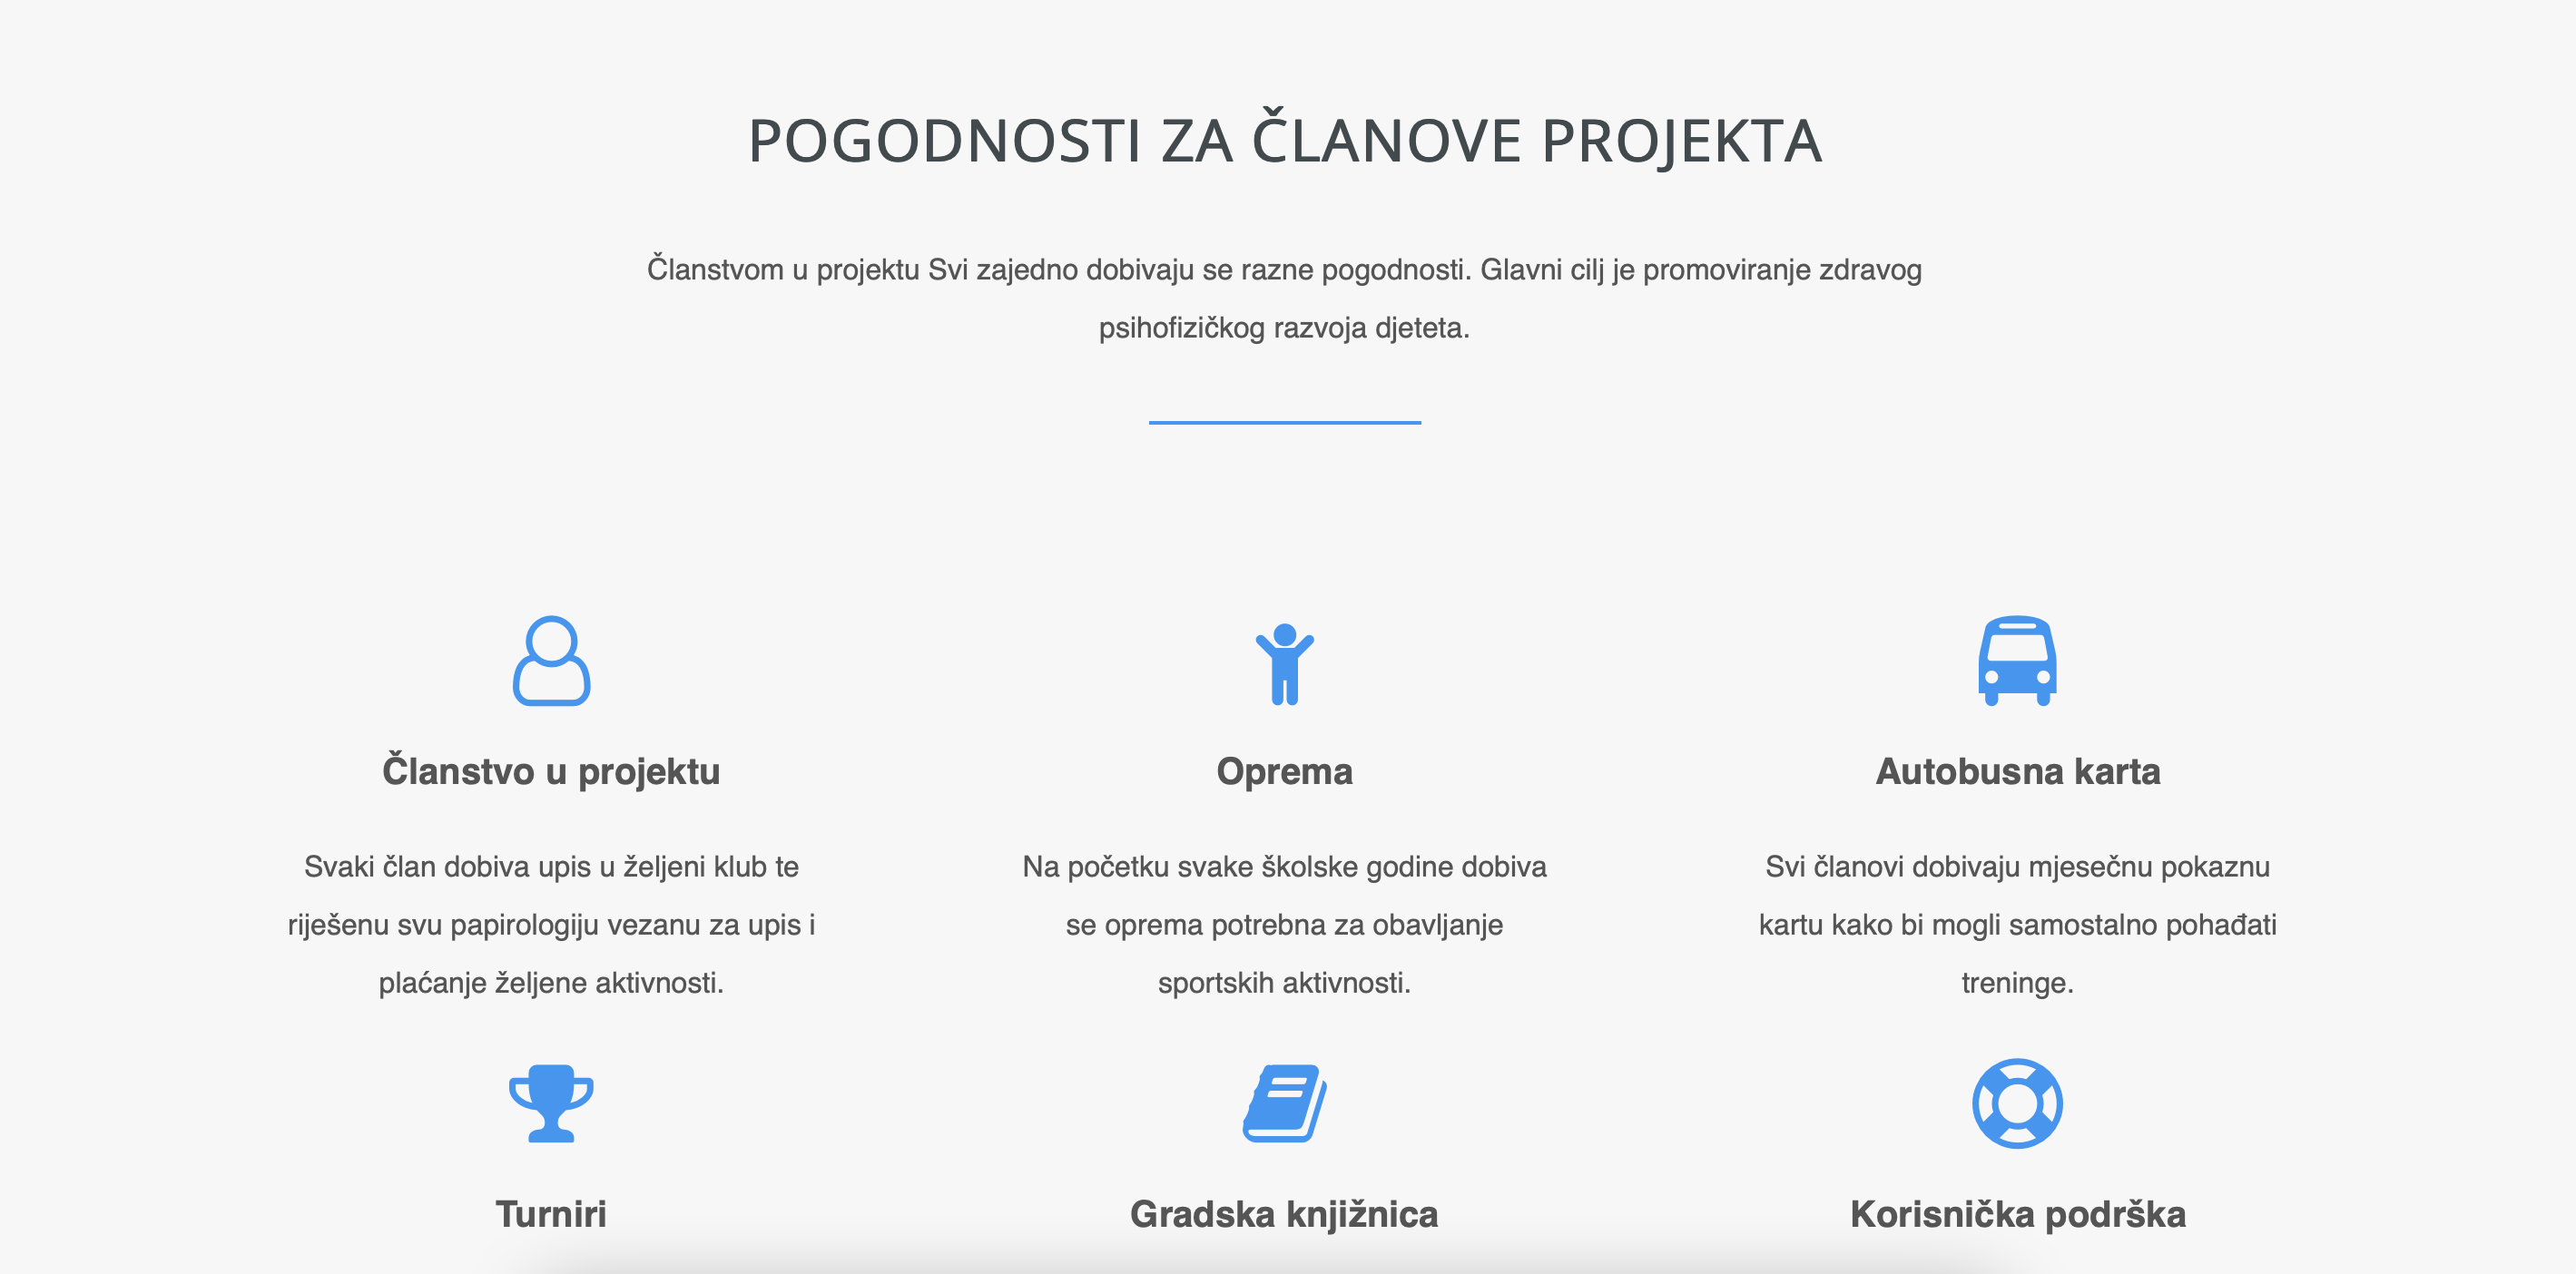 POGODNOSTI ZA ČLANOVE PROJEKTA
Članstvom u projektu Svi zajedno dobivaju se razne pogodnosti. Glavni cilj je promoviranje zdravog
psihofizičkog razvoja djeteta.
Članstvo u projektu
Svaki član dobiva upis u željeni klub te
riješenu svu papirologiju vezanu za upis i
plaćanje željene aktivnosti.
Oprema
Na početku svake školske godine dobiva
se oprema potrebna za obavljanje
sportskih aktivnosti.
Autobusna karta
Svi članovi dobivaju mjesečnu pokaznu
kartu kako bi mogli samostalno pohađati
treninge.
Turniri
Gradska knjižnica
Korisnička podrška